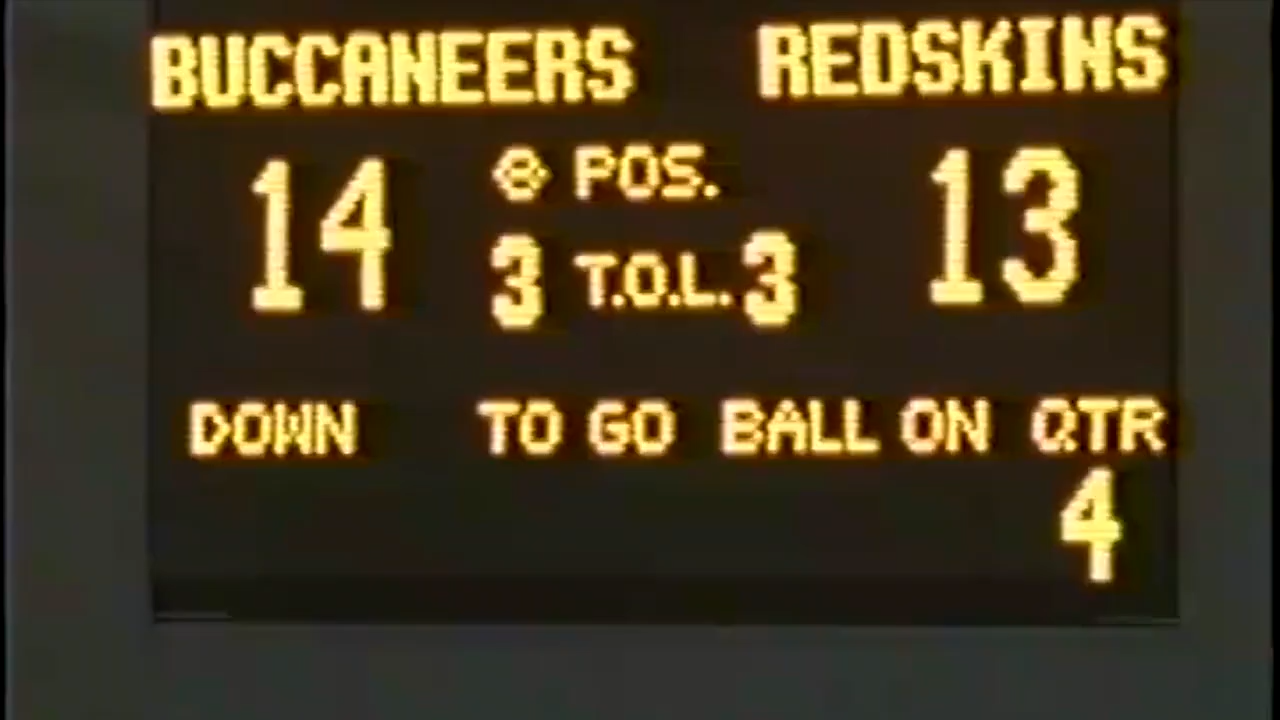 BUCCANEERS REDSKINS
14 POS. 13
3 T.O.L. 3
DOWN TO GO BALL ON QTR
4